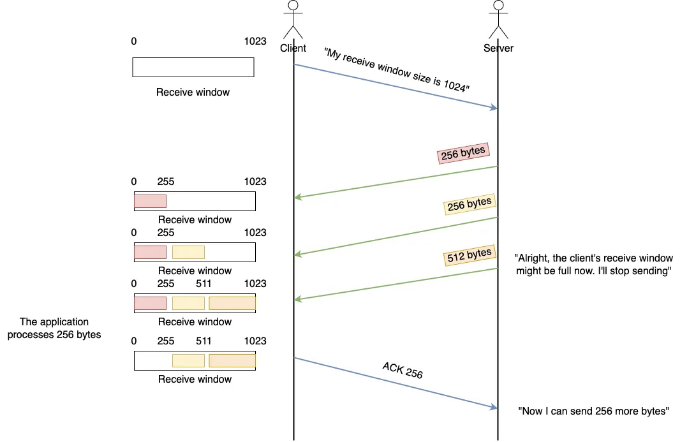 Client
Server
0 1023
Receive window
"My receive window size is 1024"
256 bytes
0 255 1023
Receive window
256 bytes
0 255 1023
Receive window
512 bytes
"Alright, the client's receive window
might be full now. I'll stop sending"
0 255 511 1023
Receive window
The application
processes 256 bytes
0 255 511 1023
Receive window
ACK 256
"Now I can send 256 more bytes"